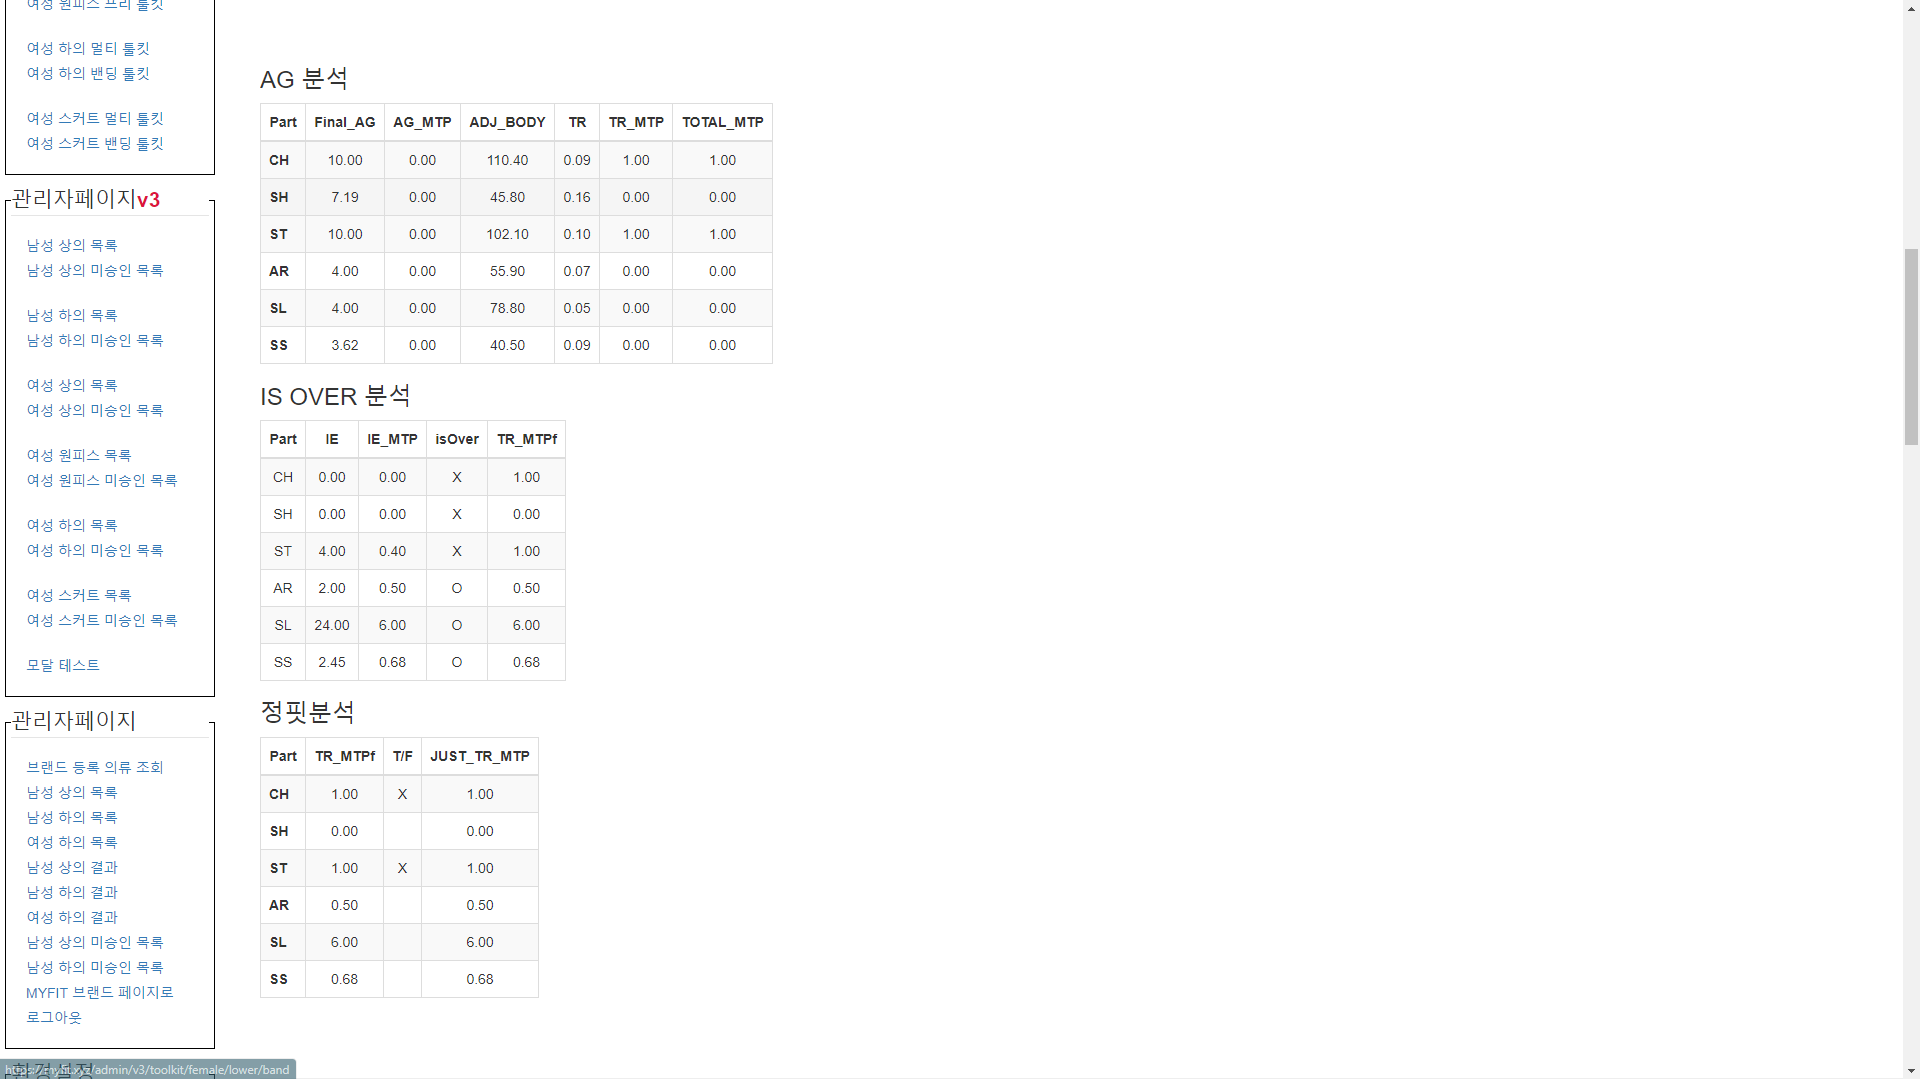 여성 원피스 프리 툴킷
여성 하의 멀티 툴킷
여성 하의 밴딩 툴킷
여성 스커트 멀티 툴킷
여성 스커트 밴딩 툴킷
관리자페이지v3
남성 상의 목록
남성 상의 미승인 목록
남성 하의 목록
남성 하의 미승인 목록
여성 상의 목록
여성 상의 미승인 목록
여성 원피스 목록
여성 원피스 미승인 목록
여성 하의 목록
여성 하의 미승인 목록
여성 스커트 목록
여성 스커트 미승인 목록
모달 테스트
관리자페이지
브랜드 등록 의류 조회
남성 상의 목록
남성 하의 목록
여성 하의 목록
남성 상의 결과
남성 하의 결과
여성 하의 결과
남성 상의 미승인 목록
남성 하의 미승인 목록
MYFIT 브랜드 페이지로
로그아웃
환경설정
https://myfit.xyz/admin/v3/toolkit/female/lower/band
AG 분석
Part Final_AG AG_MTP ADJ_BODY TR TR_MTP TOTAL_MTP
CH 10.00 0.00 110.40 0.09 1.00 1.00
SH 7.19 0.00 45.80 0.16 0.00 0.00
ST 10.00 0.00 102.10 0.10 1.00 1.00
AR 4.00 0.00 55.90 0.07 0.00 0.00
SL 4.00 0.00 78.80 0.05 0.00 0.00
SS 3.62 0.00 40.50 0.09 0.00 0.00
IS OVER 분석
Part IE IE_MTP isOver TR_MTPf
CH 0.00 0.00 X 1.00
SH 0.00 0.00 X 0.00
ST 4.00 0.40 X 1.00
AR 2.00 0.50 O 0.50
SL 24.00 6.00 O 6.00
SS 2.45 0.68 O 0.68
정핏분석
Part TR_MTPf T/F JUST_TR_MTP
CH 1.00 X 1.00
SH 0.00 0.00
ST 1.00 X 1.00
AR 0.50 0.50
SL 6.00 6.00
SS 0.68 0.68